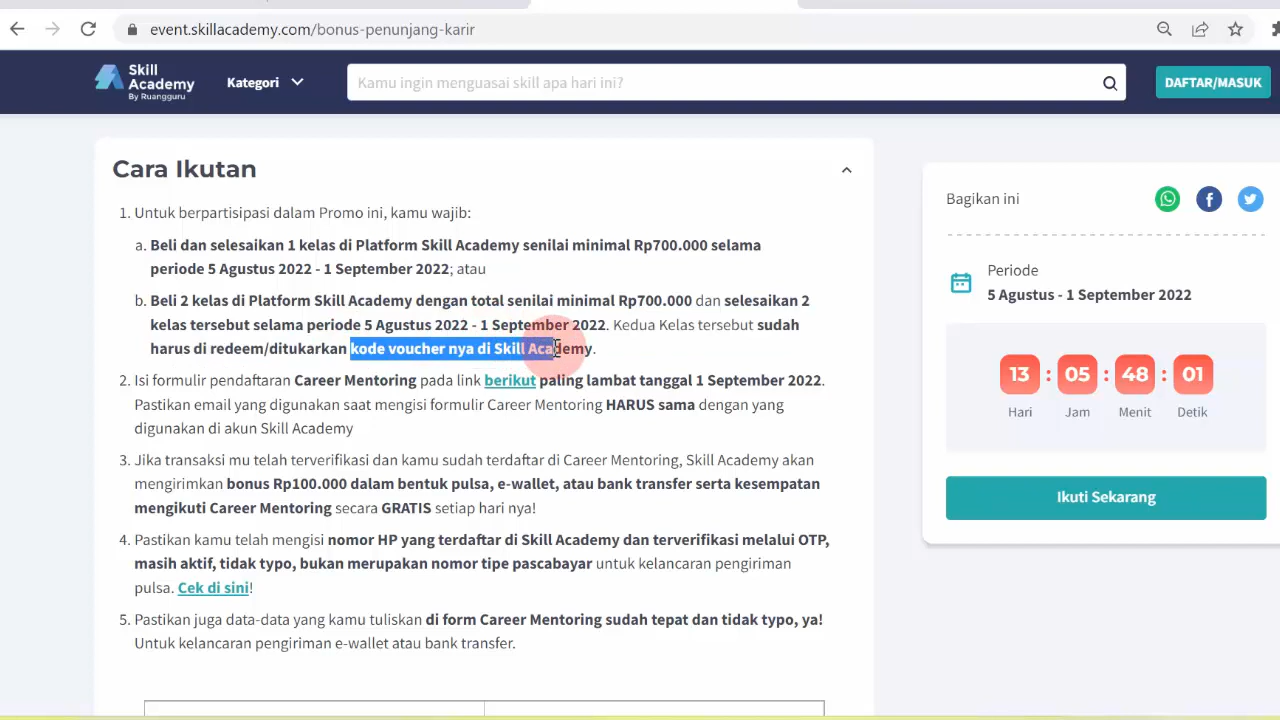 event.skillacademy.com/bonus-penunjang-karir
Skill
Academy
By Ruangguru
Kategori
Kamu ingin menguasai skill apa hari ini?
DAFTAR/MASUK
Cara Ikutan
1. Untuk berpartisipasi dalam Promo ini, kamu wajib:
a. Beli dan selesaikan 1 kelas di Platform Skill Academy senilai minimal Rp700.000 selama
periode 5 Agustus 2022 - 1 September 2022; atau
b. Beli 2 kelas di Platform Skill Academy dengan total senilai minimal Rp700.000 dan selesaikan 2
kelas tersebut selama periode 5 Agustus 2022 - 1 September 2022. Kedua Kelas tersebut sudah
harus di redeem/ditukarkan kode voucher nya di Skill Academy.
2. Isi formulir pendaftaran Career Mentoring pada link berikut paling lambat tanggal 1 September 2022.
Pastikan email yang digunakan saat mengisi formulir Career Mentoring HARUS sama dengan yang
digunakan di akun Skill Academy
3. Jika transaksi mu telah terverifikasi dan kamu sudah terdaftar di Career Mentoring, Skill Academy akan
mengirimkan bonus Rp100.000 dalam bentuk pulsa, e-wallet, atau bank transfer serta kesempatan
mengikuti Career Mentoring secara GRATIS setiap hari nya!
4. Pastikan kamu telah mengisi nomor HP yang terdaftar di Skill Academy dan terverifikasi melalui OTP,
masih aktif, tidak typo, bukan merupakan nomor tipe pascabayar untuk kelancaran pengiriman
pulsa. Cek di sini!
5. Pastikan juga data-data yang kamu tuliskan di form Career Mentoring sudah tepat dan tidak typo, ya!
Untuk kelancaran pengiriman e-wallet atau bank transfer.
Bagikan ini
Periode
5 Agustus - 1 September 2022
13 : 05 : 48 : 01
Hari Jam Menit Detik
Ikuti Sekarang